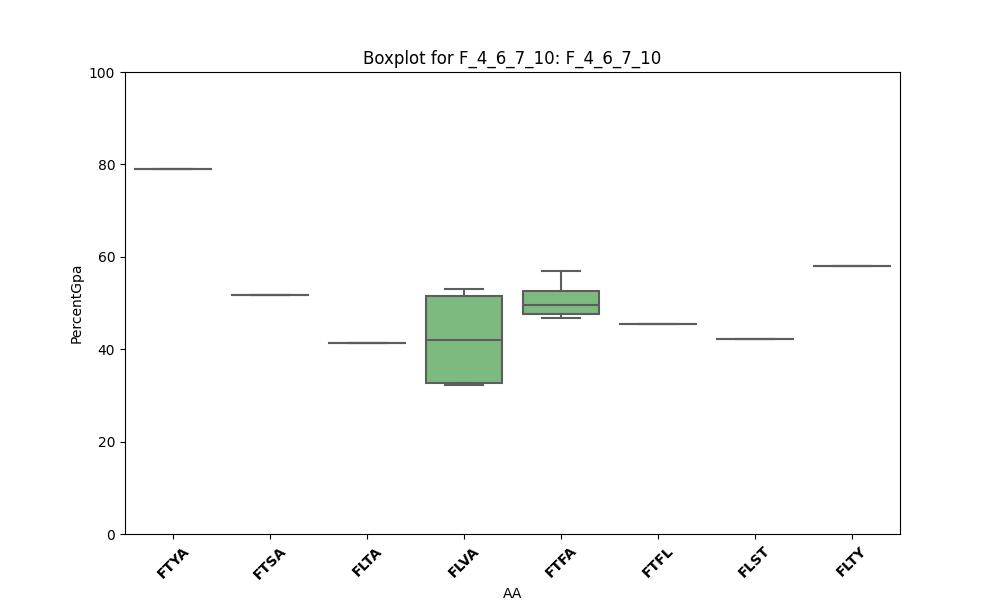 Boxplot for F_4_6_7_10: F_4_6_7_10
100
80
60
40
20
0
PercentGpa
FTYA FTSA FLTA FLVA FTFA FTFL FLST FLTY
AA